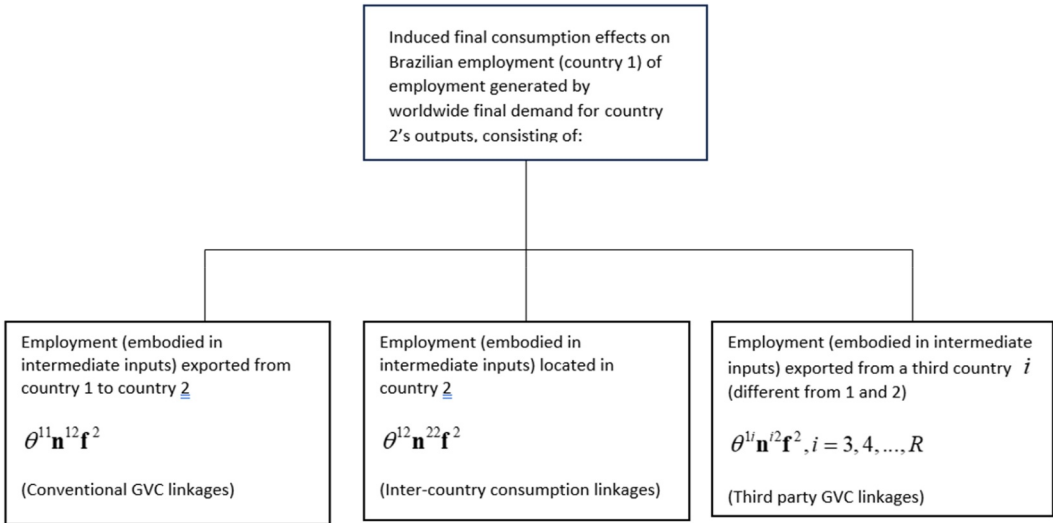 Induced final consumption effects on
Brazilian employment (country 1) of
employment generated by
worldwide final demand for country
2's outputs, consisting of:
Employment (embodied in
intermediate inputs) exported from
country 1 to country 2
θ¹¹n¹²f²
(Conventional GVC linkages)
Employment (embodied in
intermediate inputs) located in
country 2
θ¹²n²²f²
(Inter-country consumption linkages)
Employment (embodied in intermediate
inputs) exported from a third country i
(different from 1 and 2)
θ¹ⁱnⁱ²f², i = 3, 4, ..., R
(Third party GVC linkages)